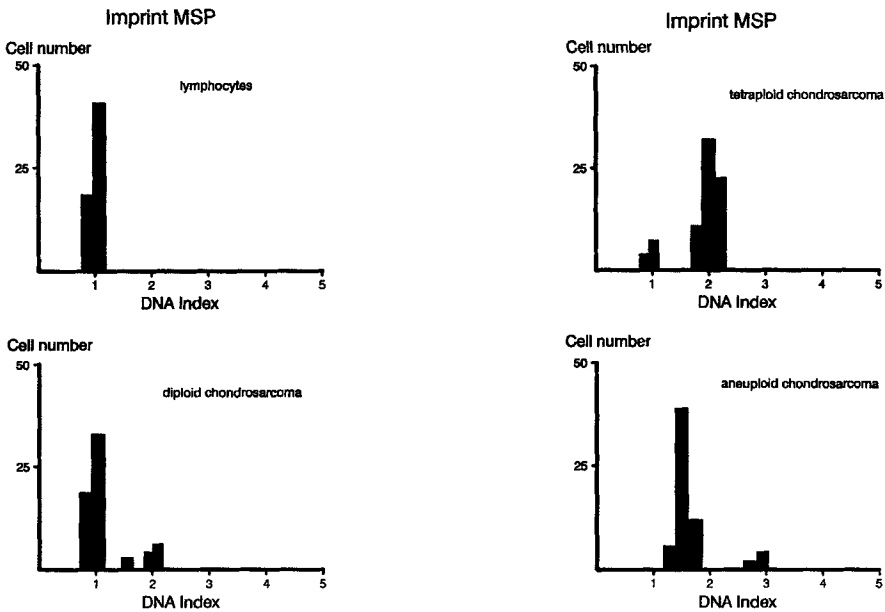 Imprint MSP
Cell number
50
lymphocytes
25
1 2 3 4 5
DNA Index
Imprint MSP
Cell number
50
tetraploid chondrosarcoma
25
1 2 3 4 5
DNA Index
Cell number
50
diploid chondrosarcoma
25
1 2 3 4 5
DNA Index
Cell number
50
aneuploid chondrosarcoma
25
1 2 3 4 5
DNA Index